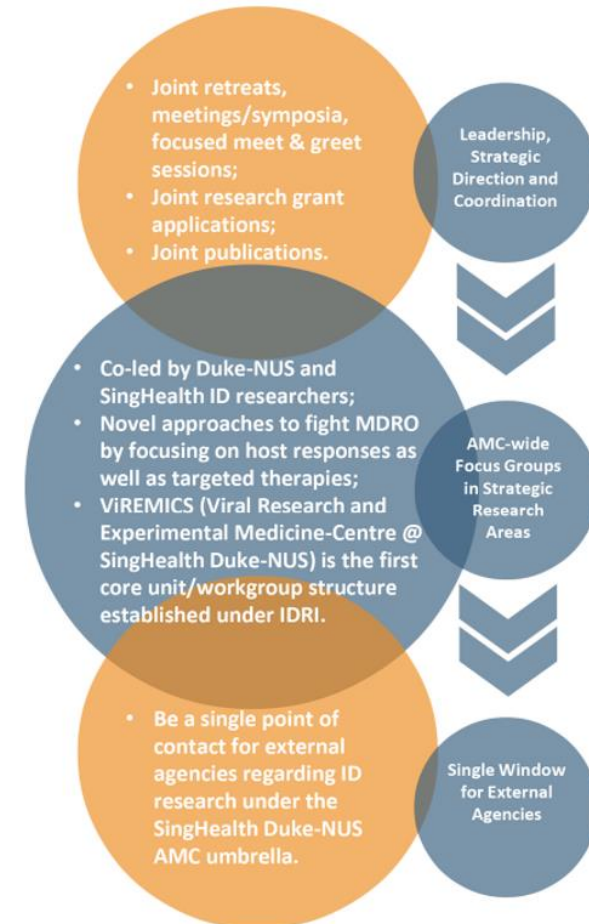 • Joint retreats,
meetings/symposia,
focused meet & greet
sessions;
• Joint research grant
applications;
• Joint publications.
Leadership,
Strategic
Direction and
Coordination
• Co-led by Duke-NUS and
SingHealth ID researchers;
• Novel approaches to fight MDRO
by focusing on host responses as
well as targeted therapies;
• ViREMICS (Viral Research and
Experimental Medicine-Centre @
SingHealth Duke-NUS) is the first
core unit/workgroup structure
established under IDRI.
AMC-wide
Focus Groups
in Strategic
Research
Areas
• Be a single point of
contact for external
agencies regarding ID
research under the
SingHealth Duke-NUS
AMC umbrella.
Single Window
for External
Agencies